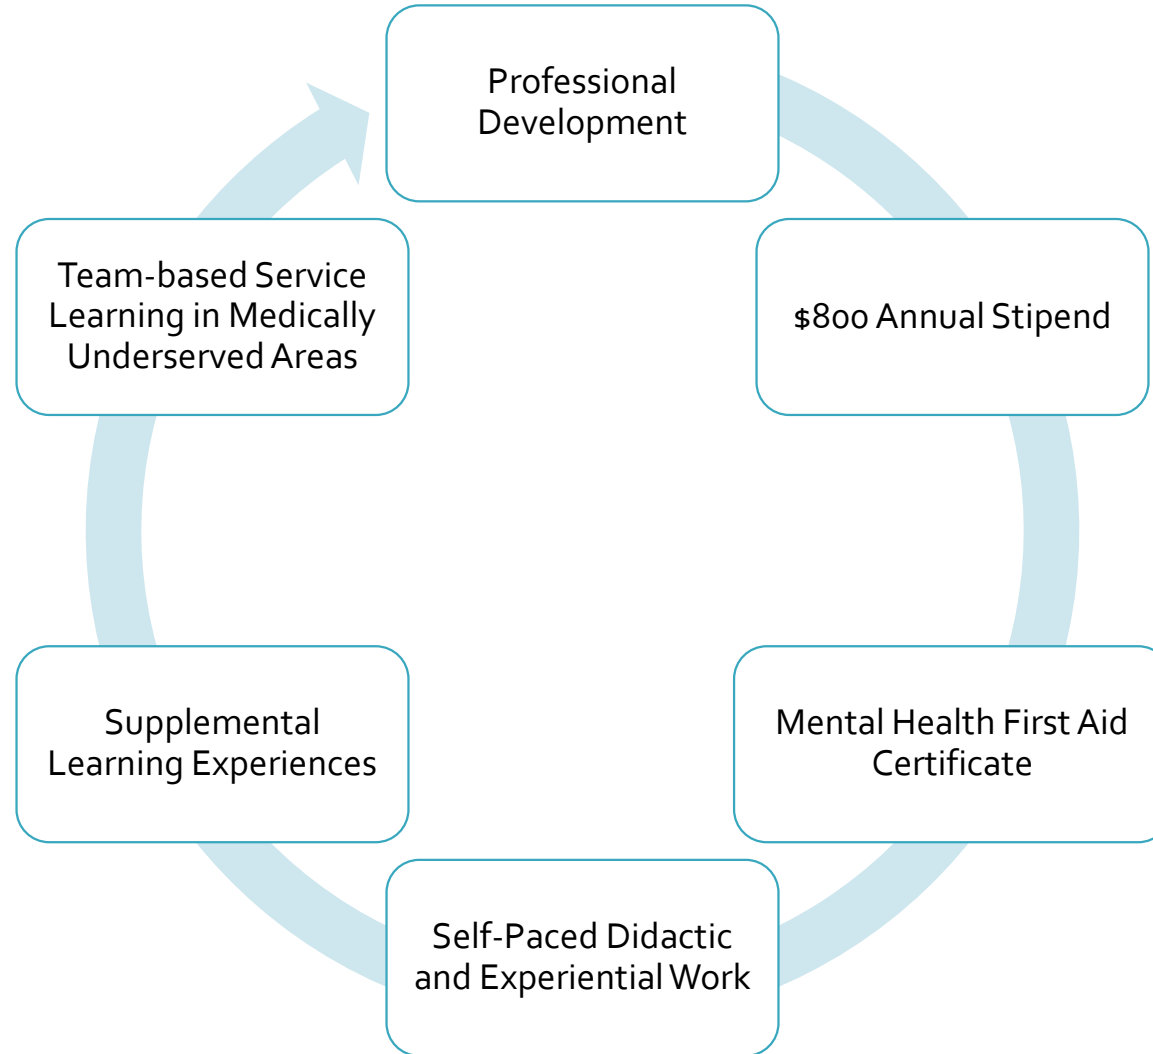 Professional
Development
$800 Annual Stipend
Mental Health First Aid
Certificate
Self-Paced Didactic
and Experiential Work
Supplemental
Learning Experiences
Team-based Service
Learning in Medically
Underserved Areas